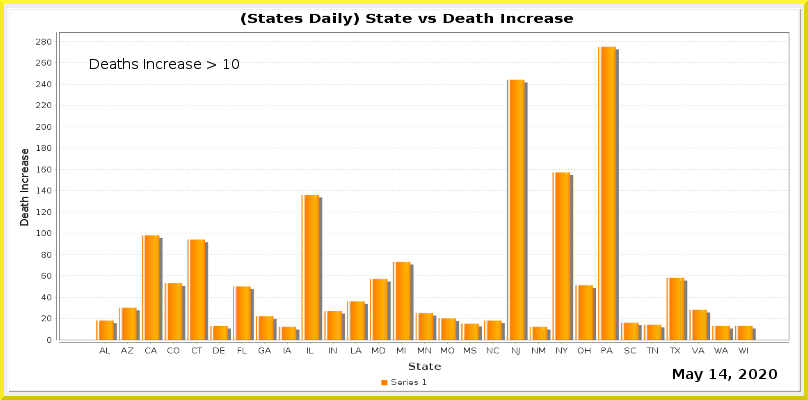 (States Daily) State vs Death Increase
Deaths Increase > 10
Death Increase
280
260
240
220
200
180
160
140
120
100
80
60
40
20
0
AL AZ CA CO CT DE FL GA IA IL IN LA MD MI MN MO MS NC NJ NM NY OH PA SC TN TX VA WA WI
State
Series 1
May 14, 2020